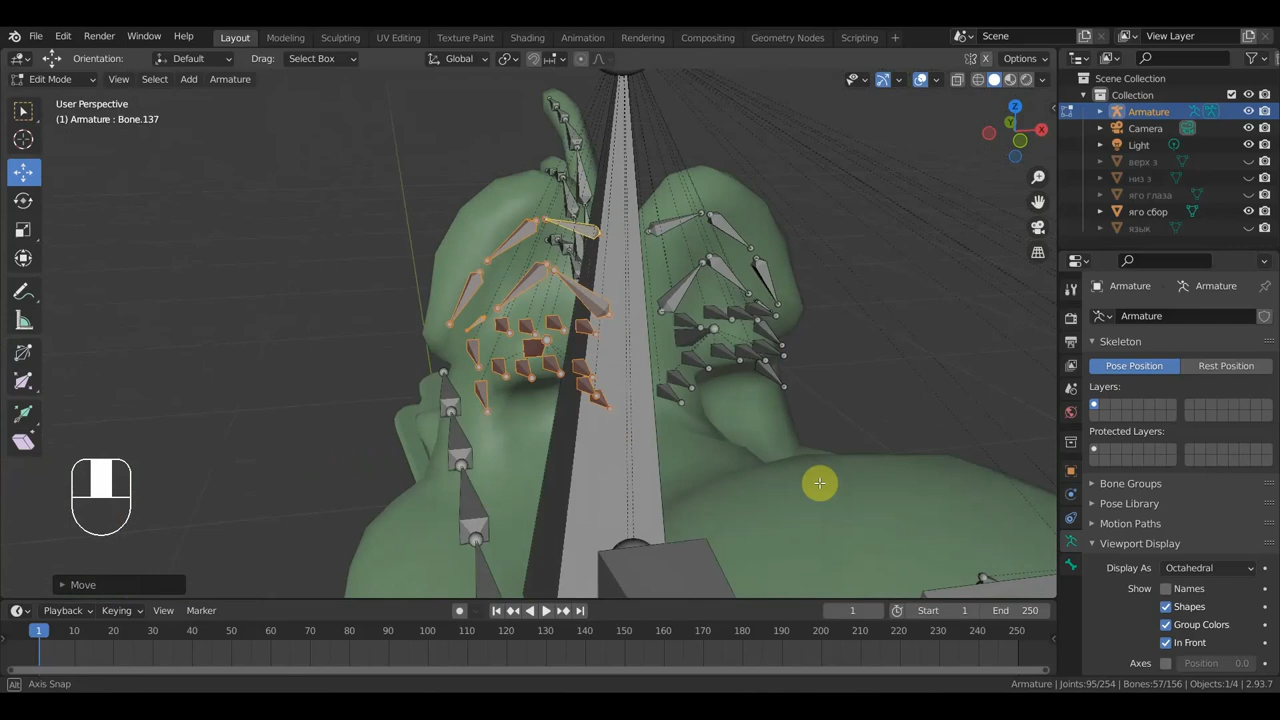 File Edit Render Window Help Layout Modeling Sculpting UV Editing Texture Paint Shading Animation Rendering Compositing Geometry Nodes Scripting + Scene View Layer
Orientation: Default Drag: Select Box Global X Y Z Options
Edit Mode View Select Add Armature
User Perspective
(1) Armature : Bone.137
Z
Y
X
Move
Scene Collection
Collection
Armature
Camera
Light
верх з
низ з
яго глаза
яго сбор
язык
Armature Armature
Armature
Skeleton
Pose Position Rest Position
Layers:
Protected Layers:
Bone Groups
Pose Library
Motion Paths
Viewport Display
Display As Octahedral
Show Names
Shapes
Group Colors
In Front
Axes Position 0.0
Playback Keying View Marker 1 Start 1 End 250
1 10 20 30 40 50 60 70 80 90 100 110 120 130 140 150 160 170 180 190 200 210 220 230 240 250
Alt Axis Snap Armature | Joints:95/254 | Bones:57/156 | Objects:1/4 | 2.93.7